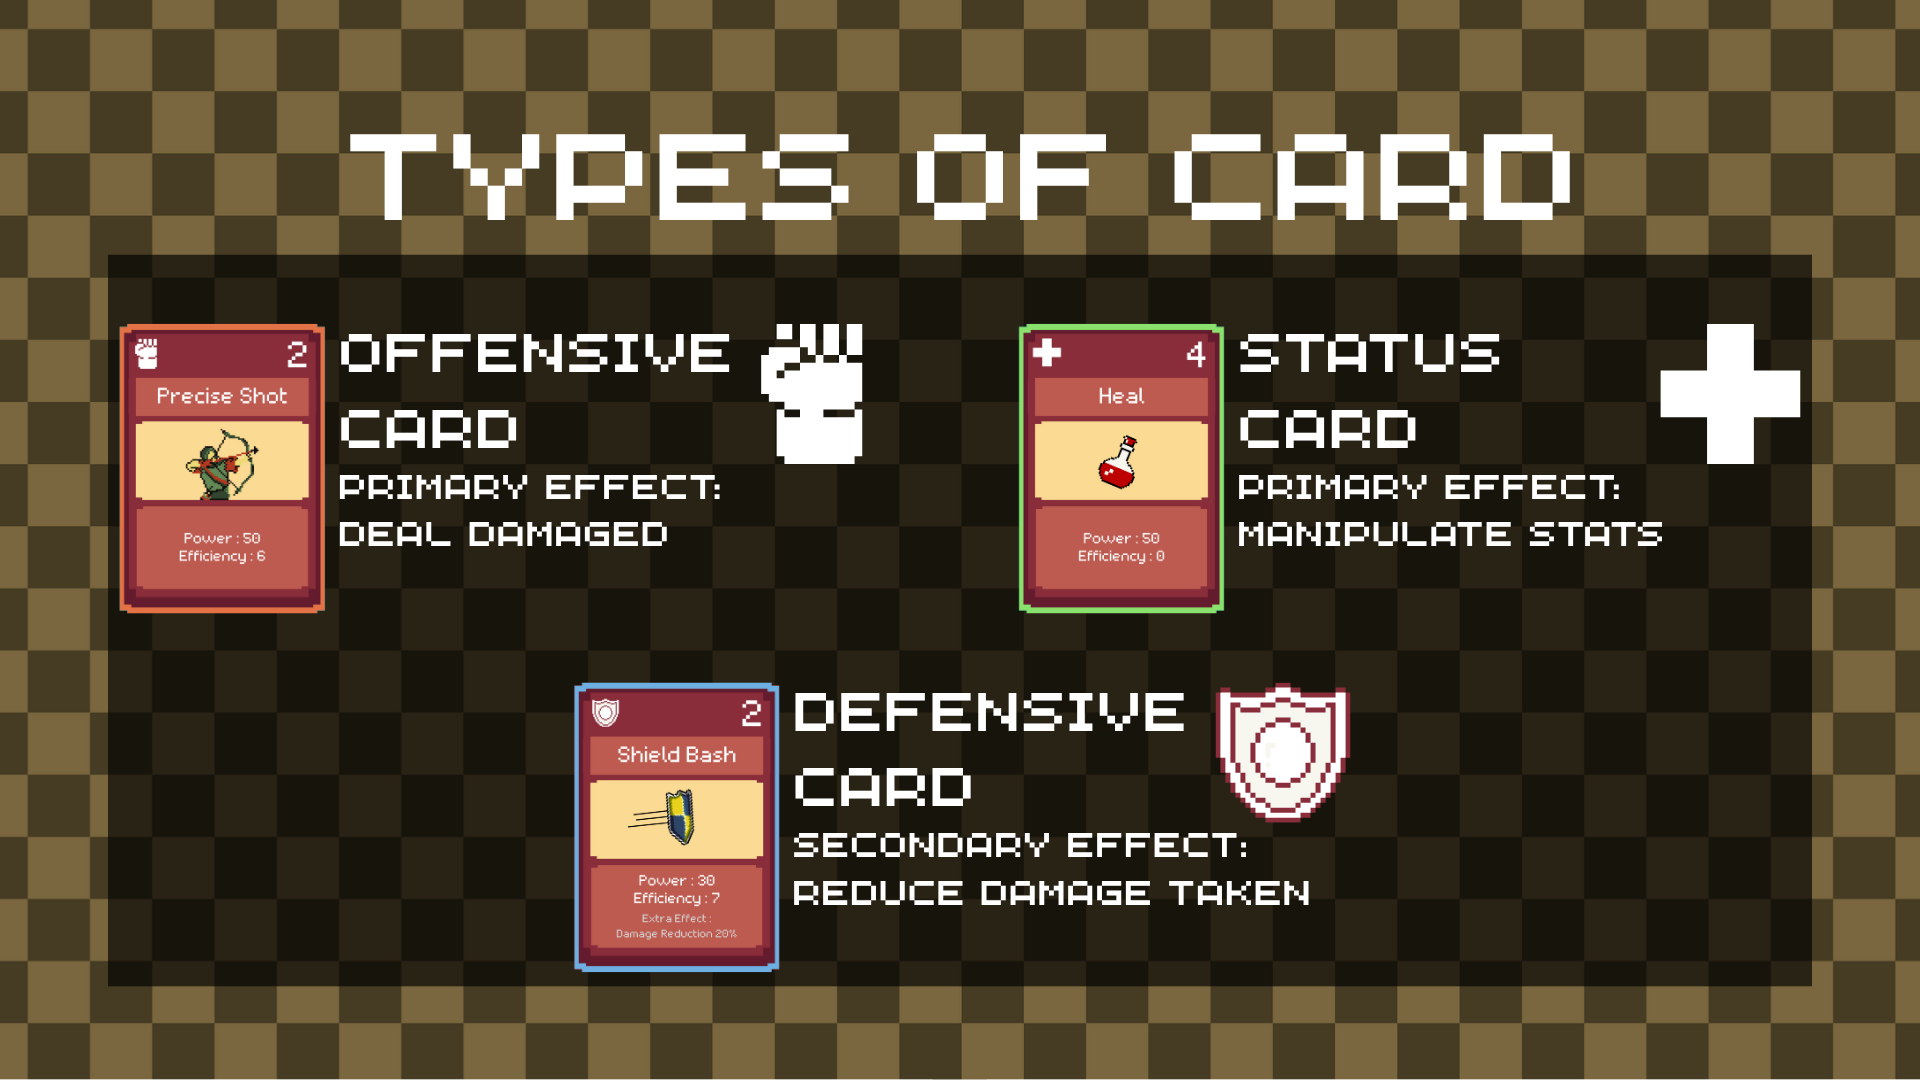 TYPES OF CARD
2
Precise Shot
Power : 50
Efficiency : 6
OFFENSIVE
CARD
PRIMARY EFFECT:
DEAL DAMAGED
4
Heal
Power : 50
Efficiency : 0
STATUS
CARD
PRIMARY EFFECT:
MANIPULATE STATS
2
Shield Bash
Power : 30
Efficiency : 7
Extra Effect :
Damage Reduction 20%
DEFENSIVE
CARD
SECONDARY EFFECT:
REDUCE DAMAGE TAKEN